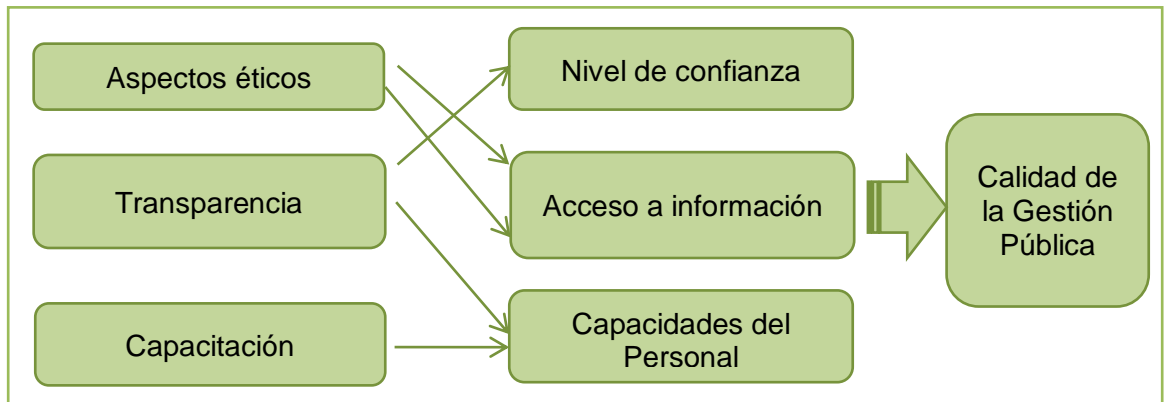 Aspectos éticos
Nivel de confianza
Transparencia
Acceso a información
Calidad de
la Gestión
Pública
Capacitación
Capacidades del
Personal